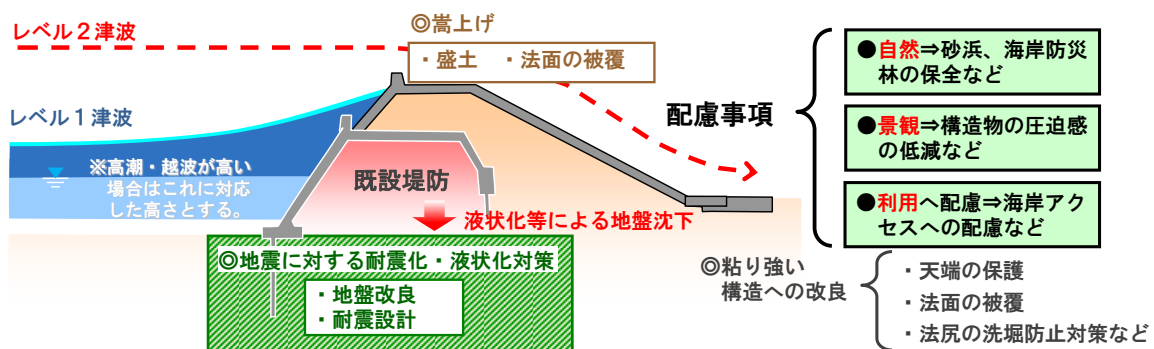 レベル2津波
◎嵩上げ
・盛土 ・法面の被覆
レベル1津波
※高潮・越波が高い
場合はこれに対応
した高さとする。
既設堤防
液状化等による地盤沈下
◎地震に対する耐震化・液状化対策
・地盤改良
・耐震設計
配慮事項
●自然⇒砂浜、海岸防災
林の保全など
●景観⇒構造物の圧迫感
の低減など
●利用へ配慮⇒海岸アク
セスへの配慮など
◎粘り強い
構造への改良
・天端の保護
・法面の被覆
・法尻の洗堀防止対策など